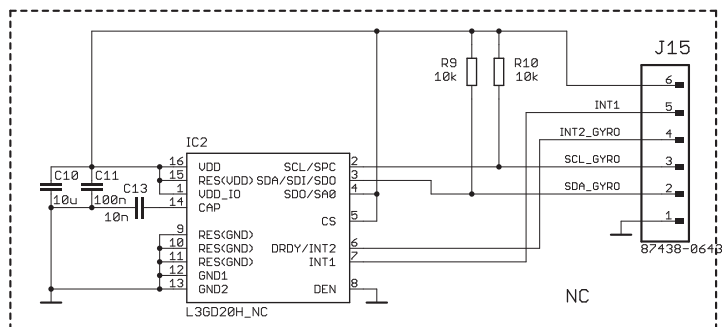 J15
R9
10k
R10
10k
6
INT1
5
INT2_GYRO
4
SCL_GYRO
3
SDA_GYRO
2
1
87438-0643
IC2
16 VDD SCL/SPC 2
15 RES(VDD) SDA/SDI/SDO 3
1 VDD_IO SDO/SA0 4
14 CAP
CS 5
9 RES(GND)
10 RES(GND) DRDY/INT2 6
11 RES(GND) INT1 7
12 GND1
13 GND2 DEN 8
L3GD20H_NC
C10
10u
C11
100n
C13
10n
NC